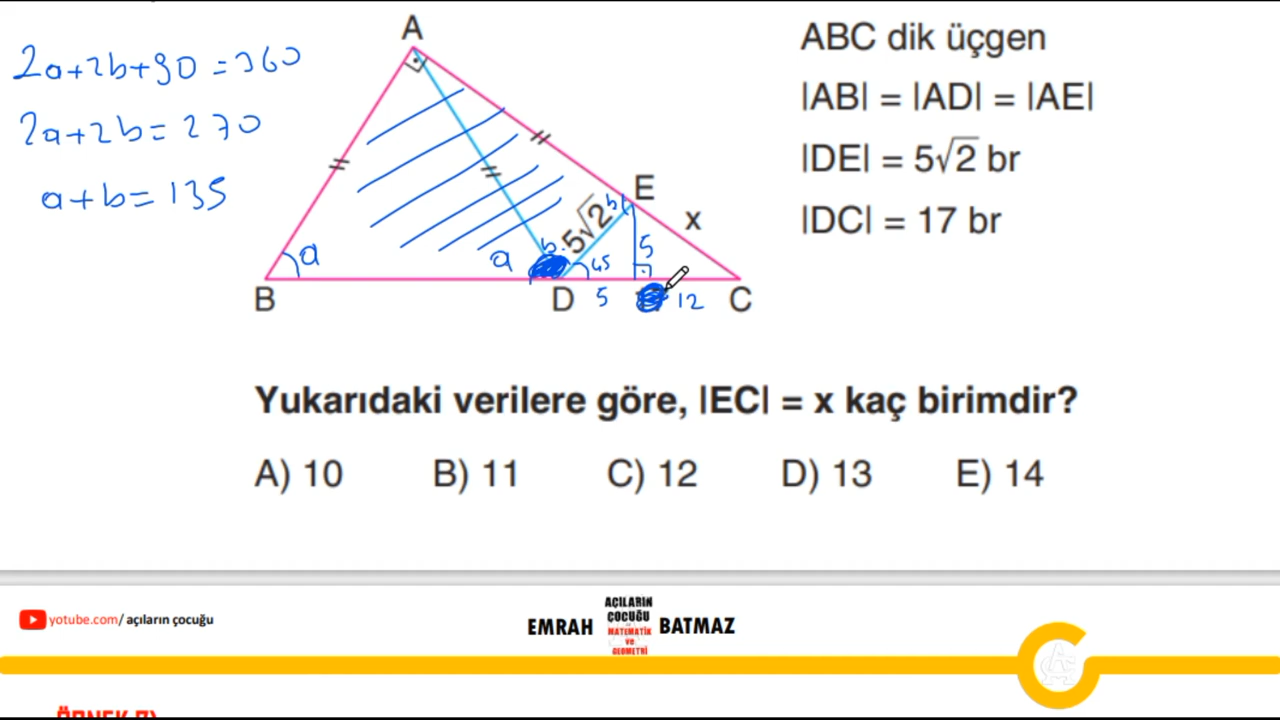 2a+2b+90=360
2a+2b=270
a+b=135
A
E
x
5√2
b
b
5
a
a
45
B
D
5
12
C
ABC dik üçgen
|AB| = |AD| = |AE|
|DE| = 5√2 br
|DC| = 17 br
Yukarıdaki verilere göre, |EC| = x kaç birimdir?
A) 10 B) 11 C) 12 D) 13 E) 14
yotube.com/ açıların çocuğu
EMRAH
AÇILARIN
ÇOCUĞU
MATEMATİK
ve
GEOMETRİ
BATMAZ